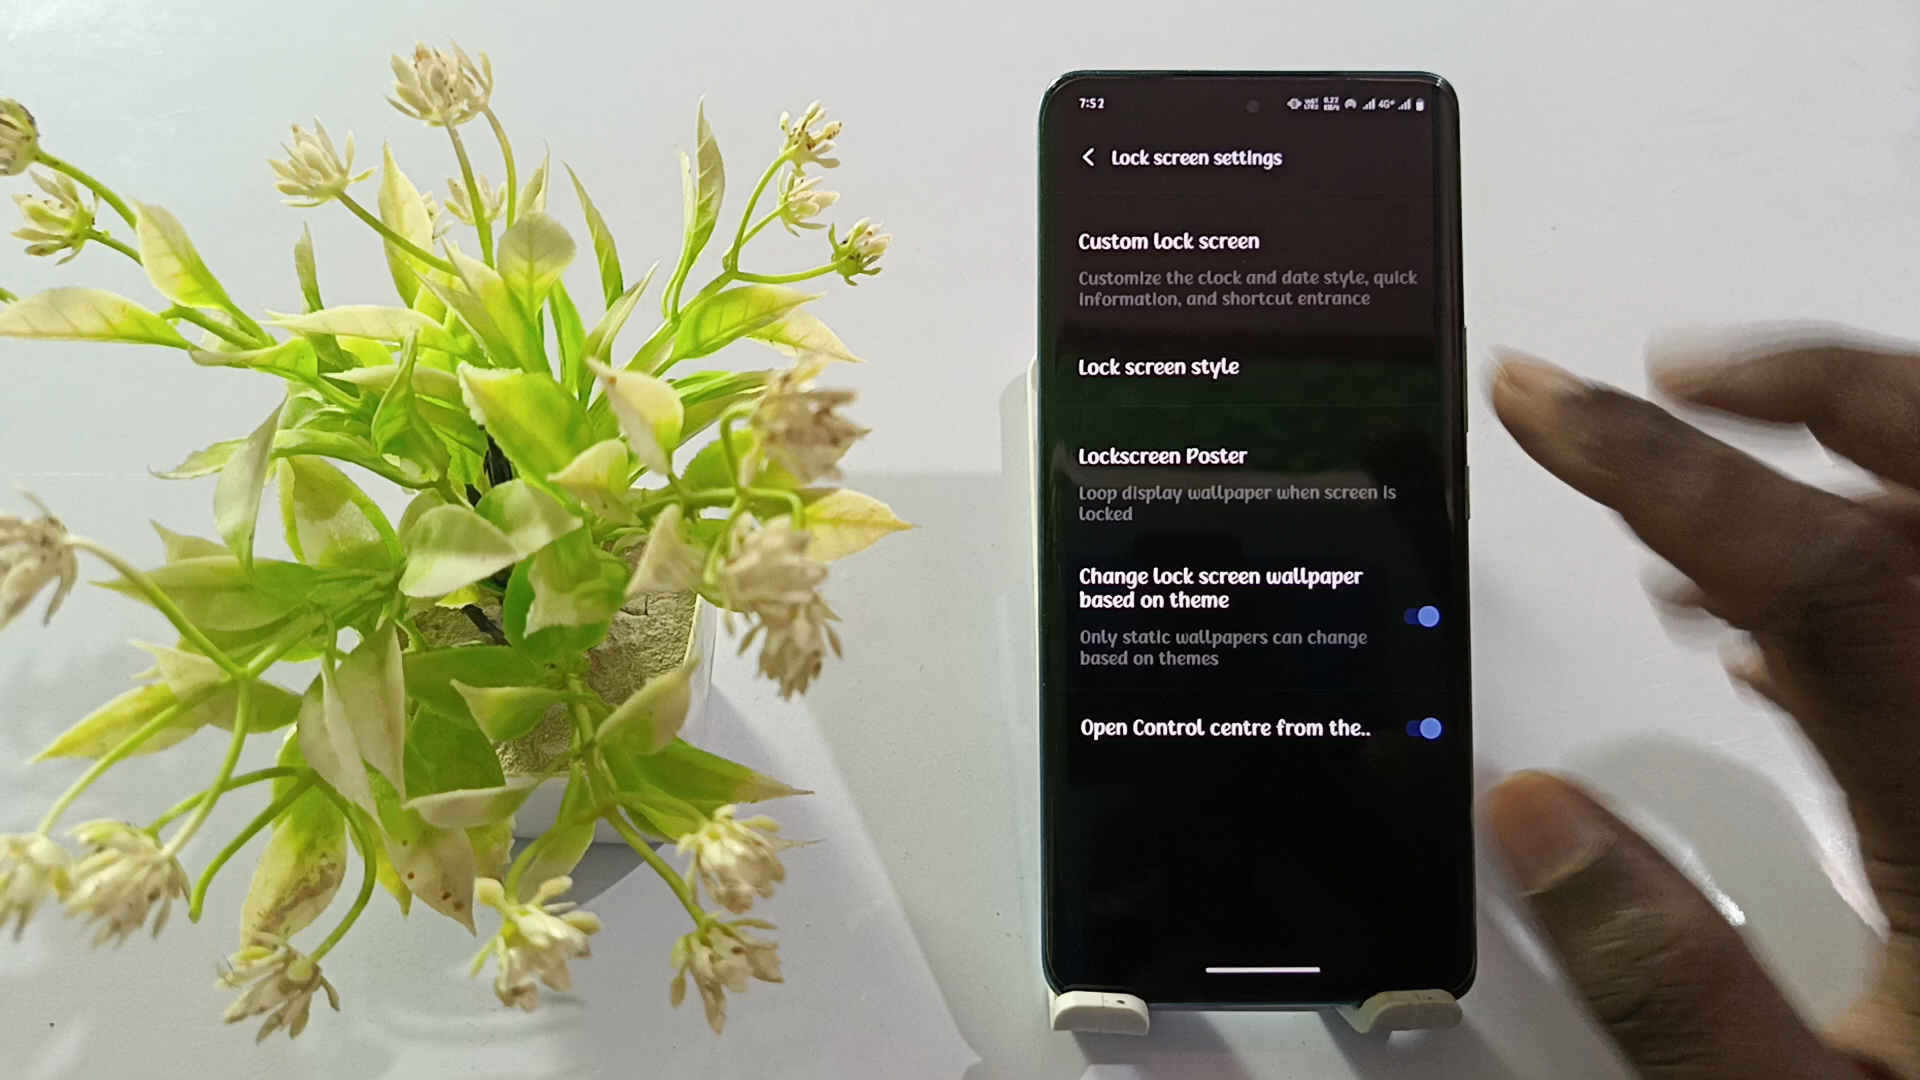 7:52
4G+
Lock screen settings
Custom lock screen
Customize the clock and date style, quick
information, and shortcut entrance
Lock screen style
Lockscreen Poster
Loop display wallpaper when screen is
locked
Change lock screen wallpaper
based on theme
Only static wallpapers can change
based on themes
Open Control centre from the..